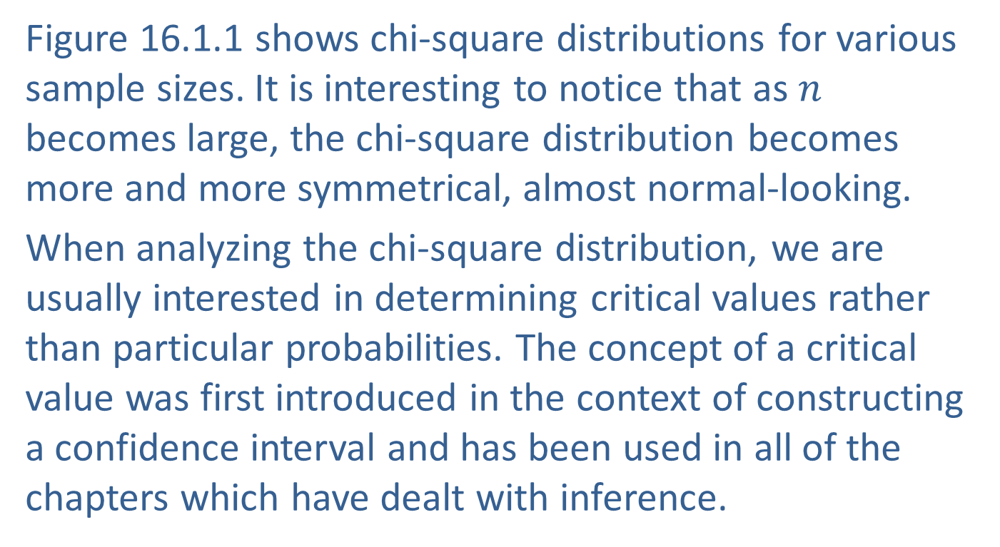 Figure 16.1.1 shows chi-square distributions for various
sample sizes. It is interesting to notice that as n
becomes large, the chi-square distribution becomes
more and more symmetrical, almost normal-looking.
When analyzing the chi-square distribution, we are
usually interested in determining critical values rather
than particular probabilities. The concept of a critical
value was first introduced in the context of constructing
a confidence interval and has been used in all of the
chapters which have dealt with inference.